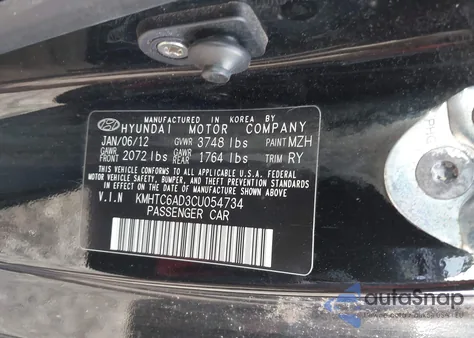 MANUFACTURED IN KOREA BY
HYUNDAI MOTOR COMPANY
JAN/06/12 GVWR 3748 lbs PAINT MZH
GAWR FRONT 2072 lbs GAWR REAR 1764 lbs TRIM RY
THIS VEHICLE CONFORMS TO ALL APPLICABLE U.S. FEDERAL
MOTOR VEHICLE SAFETY, BUMPER, AND THEFT PREVENTION
STANDARDS IN EFFECT ON THE DATE OF MANUFACTURE SHOWN ABOVE.
V.I.N KMHTC6AD3CU054734
PASSENGER CAR
autoSnap